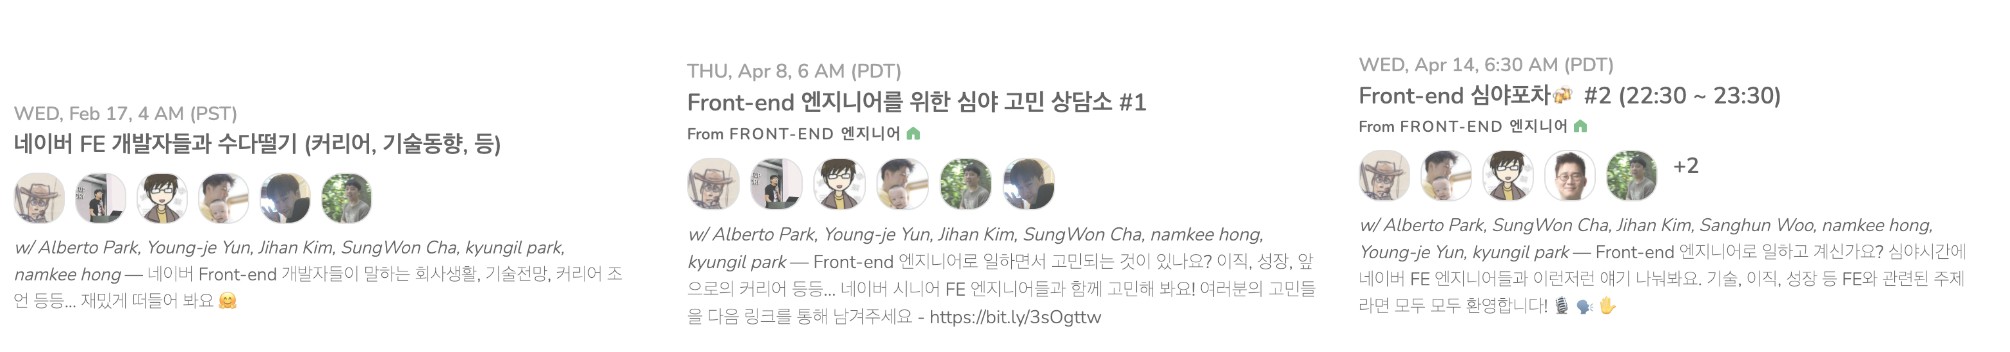 WED, Feb 17, 4 AM (PST)
네이버 FE 개발자들과 수다떨기 (커리어, 기술동향, 등)
w/ Alberto Park, Young-je Yun, Jihan Kim, SungWon Cha, kyungil park,
namkee hong — 네이버 Front-end 개발자들이 말하는 회사생활, 기술전망, 커리어 조
언 등등... 재밌게 떠들어 봐요 🤗
THU, Apr 8, 6 AM (PDT)
Front-end 엔지니어를 위한 심야 고민 상담소 #1
From FRONT-END 엔지니어
w/ Alberto Park, Young-je Yun, Jihan Kim, SungWon Cha, namkee hong,
kyungil park — Front-end 엔지니어로 일하면서 고민되는 것이 있나요? 이직, 성장, 앞
으로의 커리어 등등... 네이버 시니어 FE 엔지니어들과 함께 고민해 봐요! 여러분의 고민들
을 다음 링크를 통해 남겨주세요 - https://bit.ly/3sOgttw
WED, Apr 14, 6:30 AM (PDT)
Front-end 심야포차🍻 #2 (22:30 ~ 23:30)
From FRONT-END 엔지니어
+2
w/ Alberto Park, SungWon Cha, Jihan Kim, Sanghun Woo, namkee hong,
Young-je Yun, kyungil park — Front-end 엔지니어로 일하고 계신가요? 심야시간에
네이버 FE 엔지니어들과 이런저런 얘기 나눠봐요. 기술, 이직, 성장 등 FE와 관련된 주제
라면 모두 모두 환영합니다! 🎙️ 🗣️ ✋